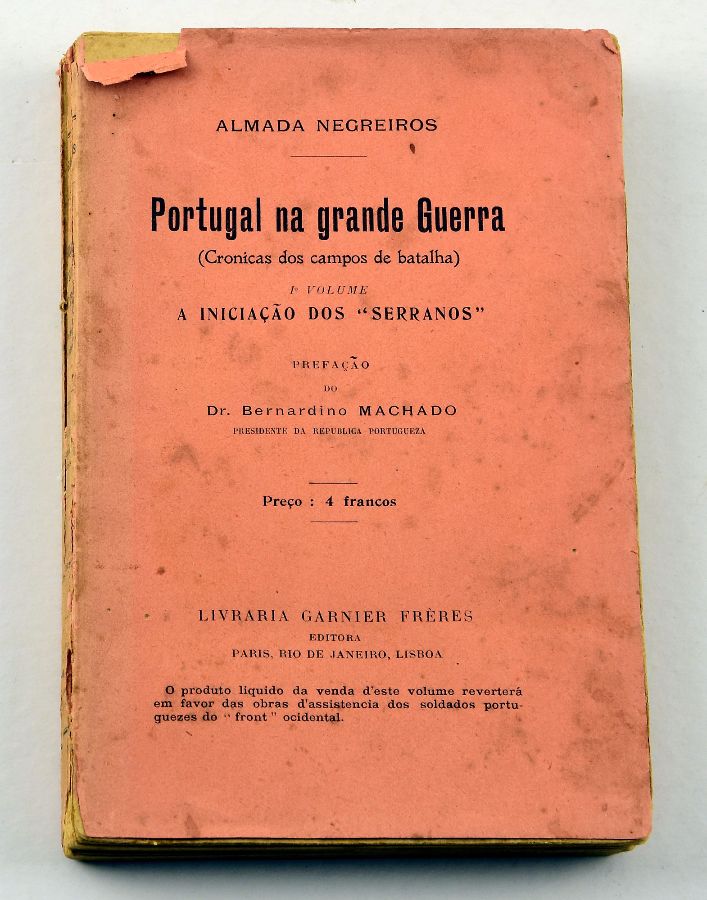 ALMADA NEGREIROS
Portugal na grande Guerra
(Cronicas dos campos de batalha)
Iº VOLUME
A INICIAÇÃO DOS “SERRANOS”
PREFAÇÃO
DO
Dr. Bernardino MACHADO
PRESIDENTE DA REPUBLICA PORTUGUEZA
Preço : 4 francos
LIVRARIA GARNIER FRÈRES
EDITORA
PARIS, RIO DE JANEIRO, LISBOA
O produto liquido da venda d'este volume reverterá
em favor das obras d'assistencia dos soldados portu-
guezes do “ front ” ocidental.